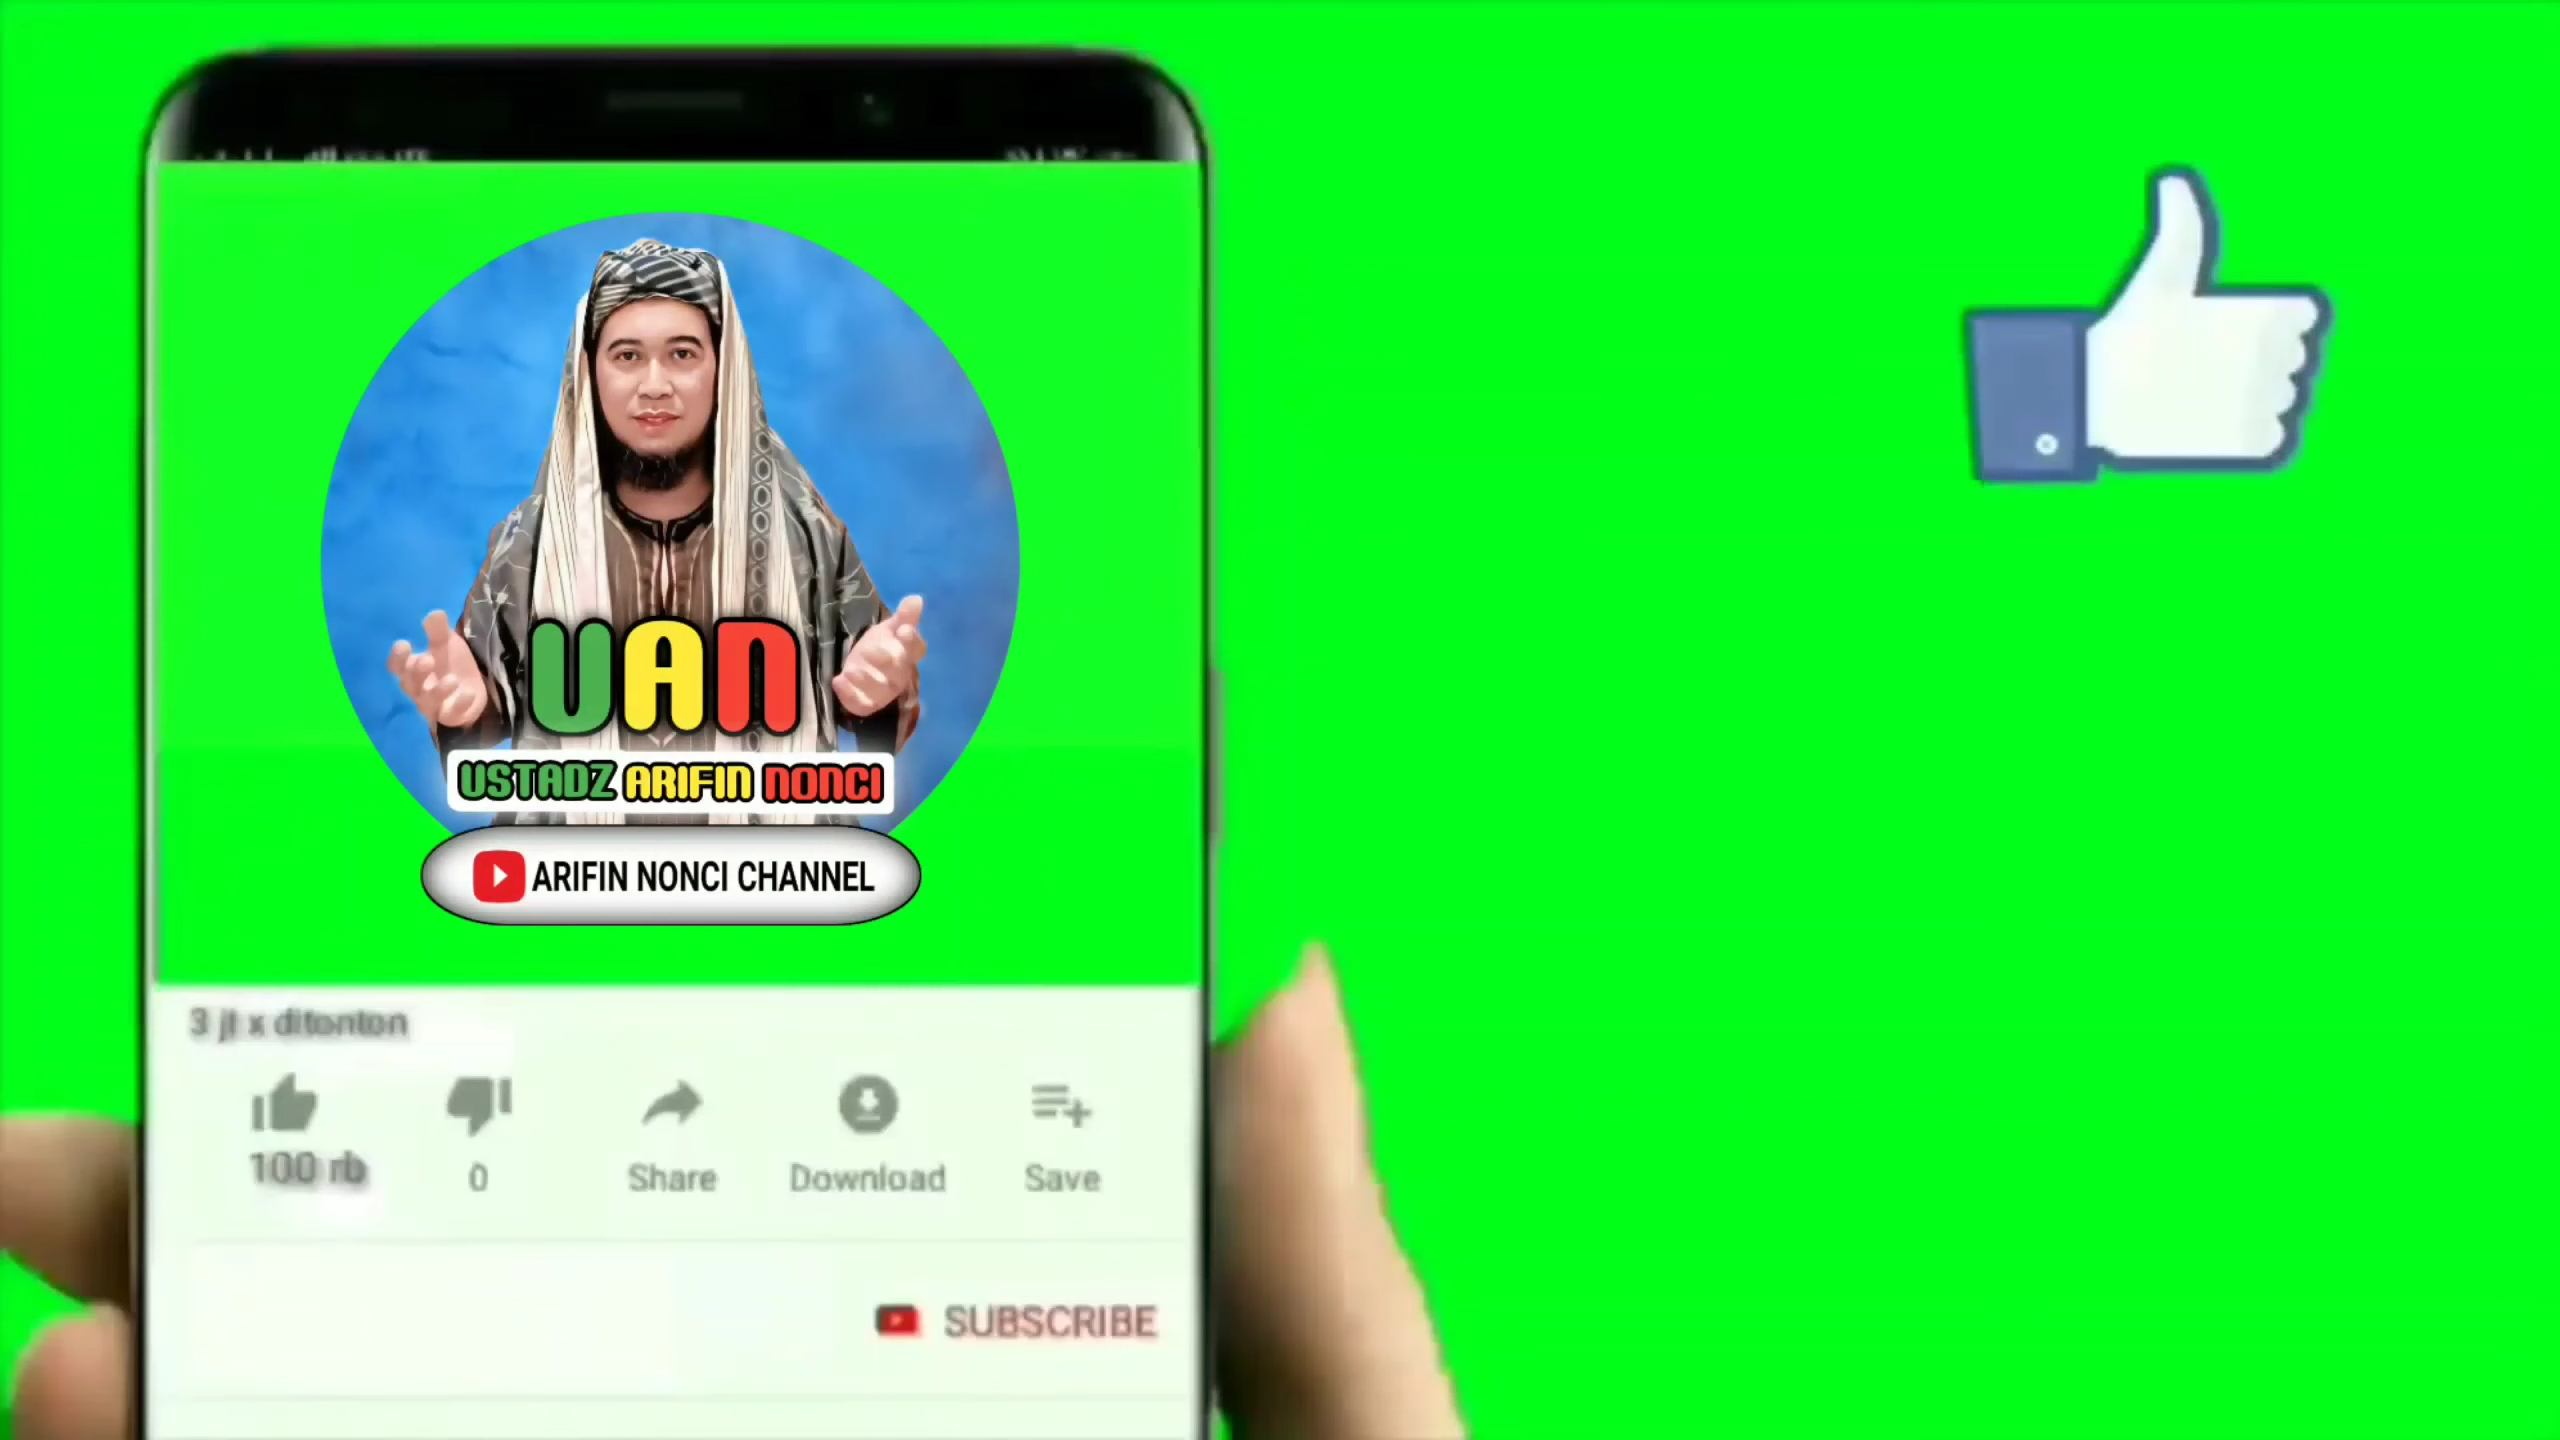 UAN
USTADZ ARIFIN NONCI
ARIFIN NONCI CHANNEL
3 jt x ditonton
100 rb
0
Share
Download
Save
SUBSCRIBE